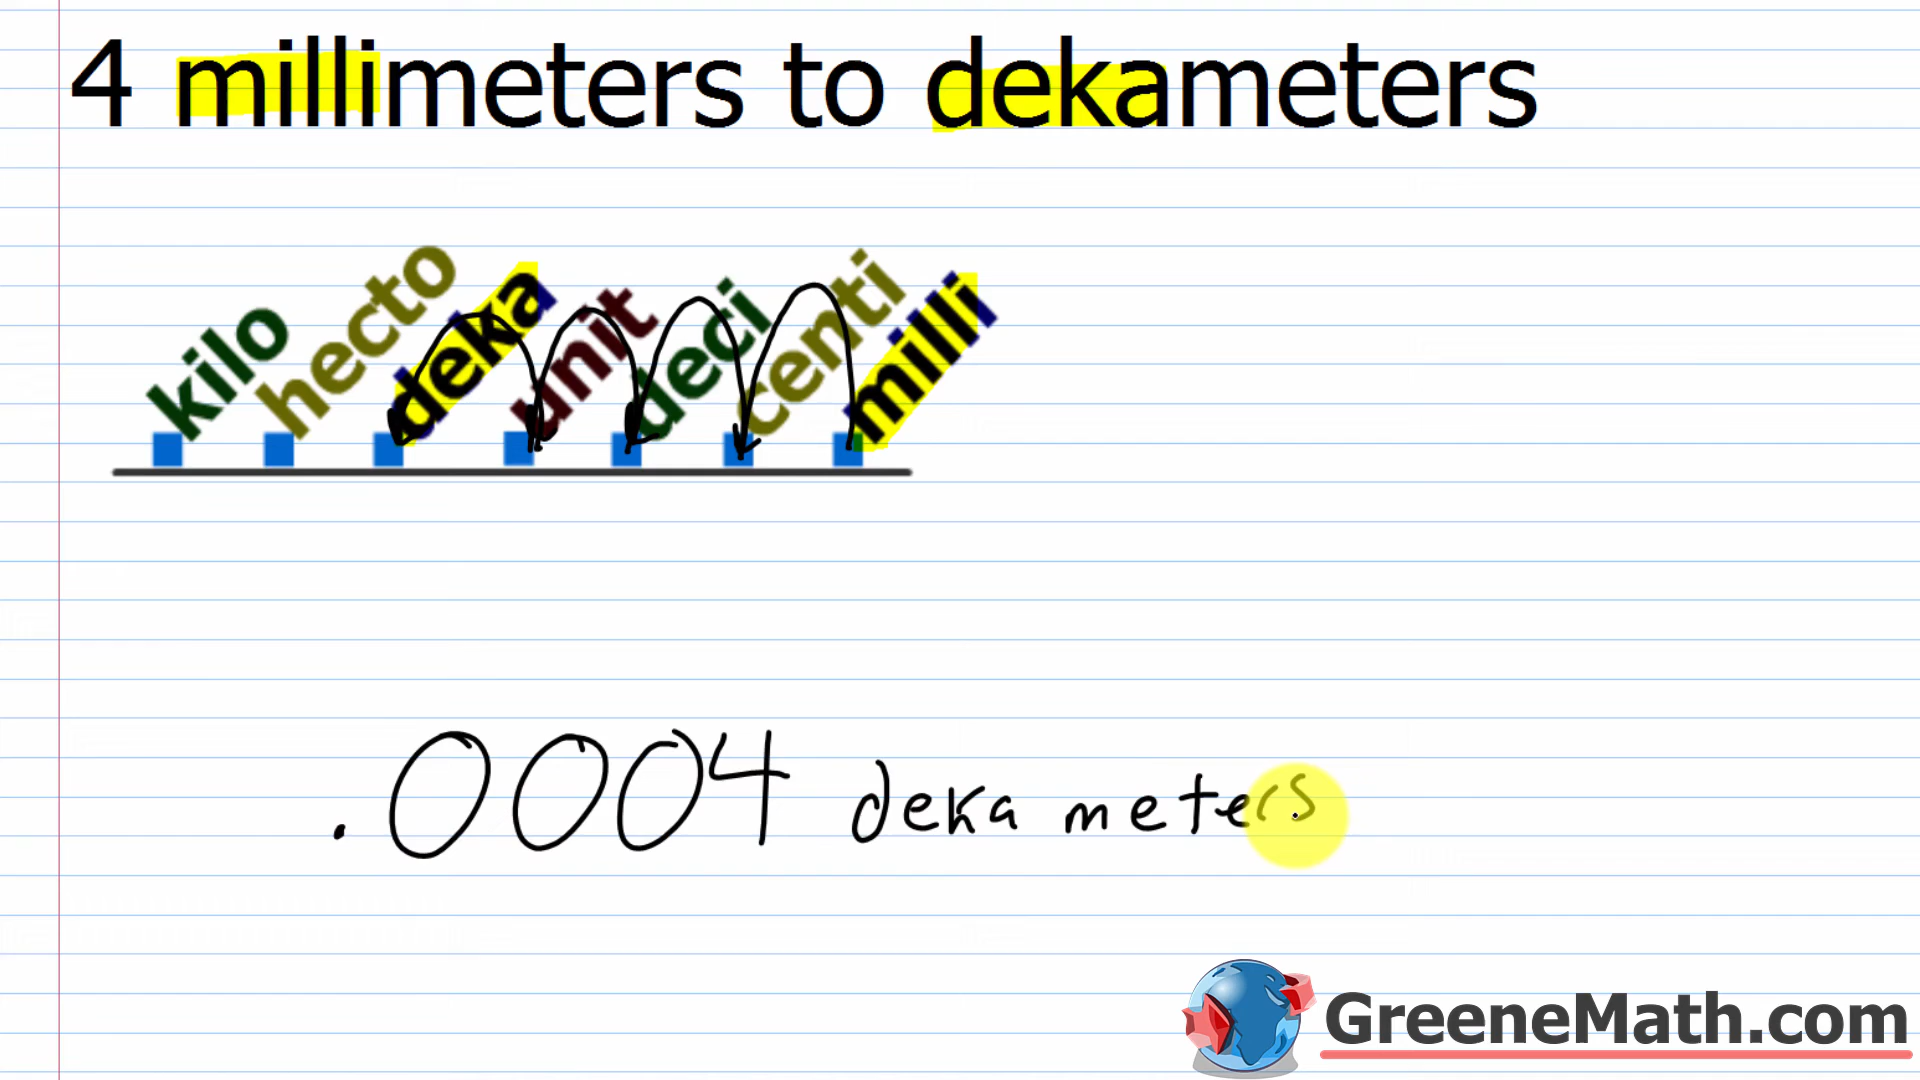 4 millimeters to dekameters
kilo hecto deka unit deci centi milli
.0004 deka meters
GreeneMath.com